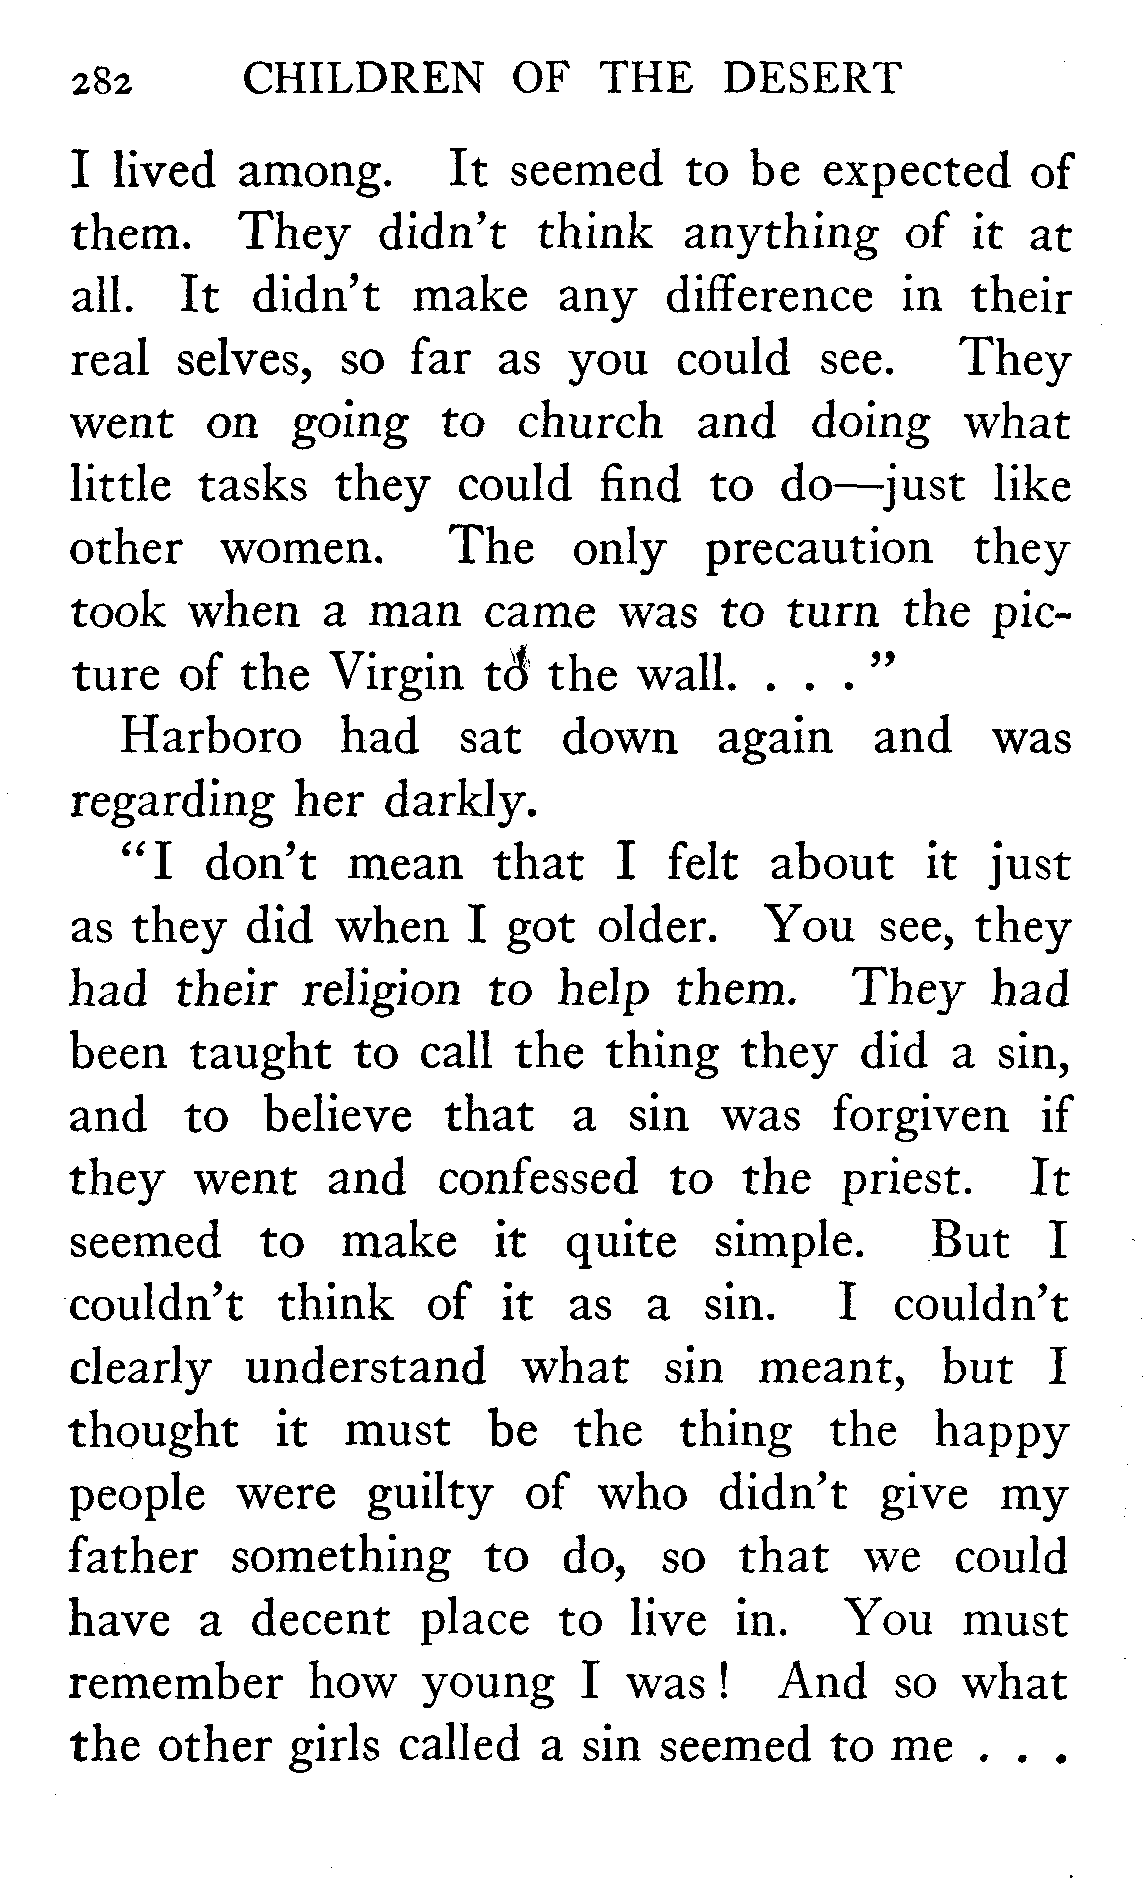 282 CHILDREN OF THE DESERT
I lived among. It seemed to be expected of
them. They didn't think anything of it at
all. It didn't make any difference in their
real selves, so far as you could see. They
went on going to church and doing what
little tasks they could find to do—just like
other women. The only precaution they
took when a man came was to turn the pic-
ture of the Virgin to the wall. . . ."
Harboro had sat down again and was
regarding her darkly.
"I don't mean that I felt about it just
as they did when I got older. You see, they
had their religion to help them. They had
been taught to call the thing they did a sin,
and to believe that a sin was forgiven if
they went and confessed to the priest. It
seemed to make it quite simple. But I
couldn't think of it as a sin. I couldn't
clearly understand what sin meant, but I
thought it must be the thing the happy
people were guilty of who didn't give my
father something to do, so that we could
have a decent place to live in. You must
remember how young I was! And so what
the other girls called a sin seemed to me . . .